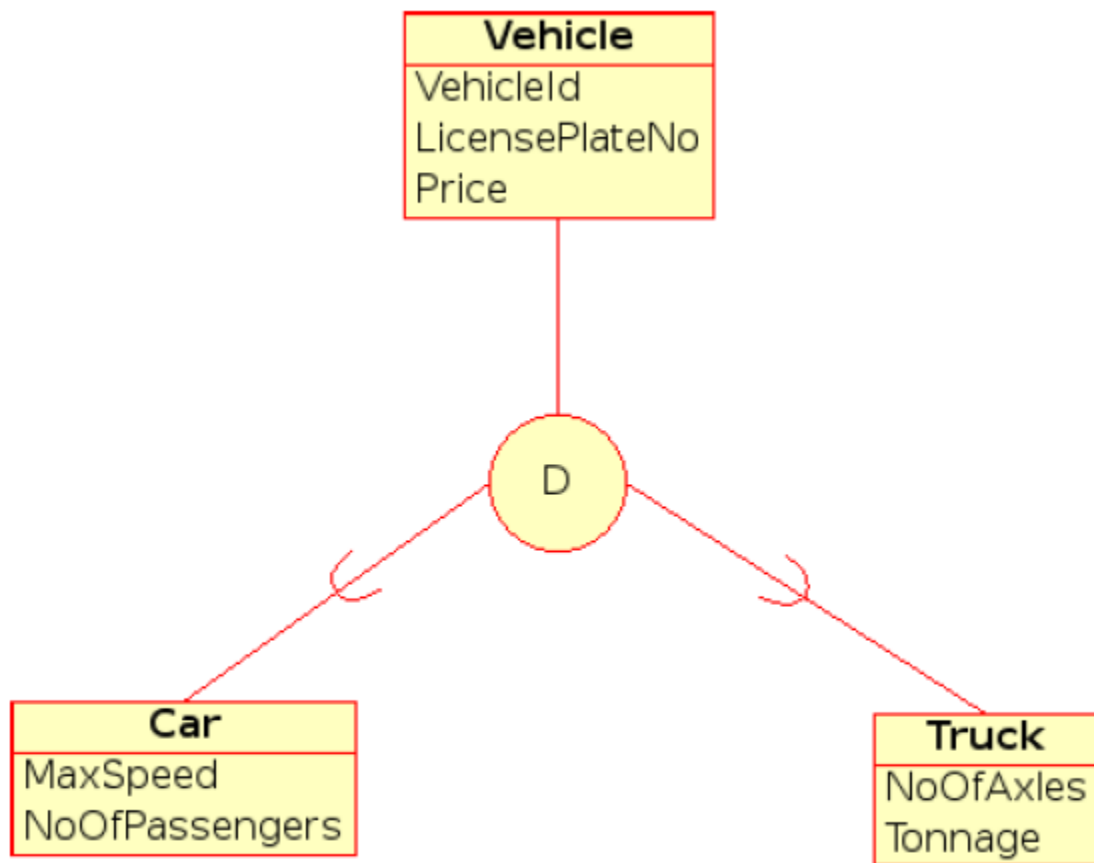 Vehicle
VehicleId
LicensePlateNo
Price
D
Car
MaxSpeed
NoOfPassengers
Truck
NoOfAxles
Tonnage